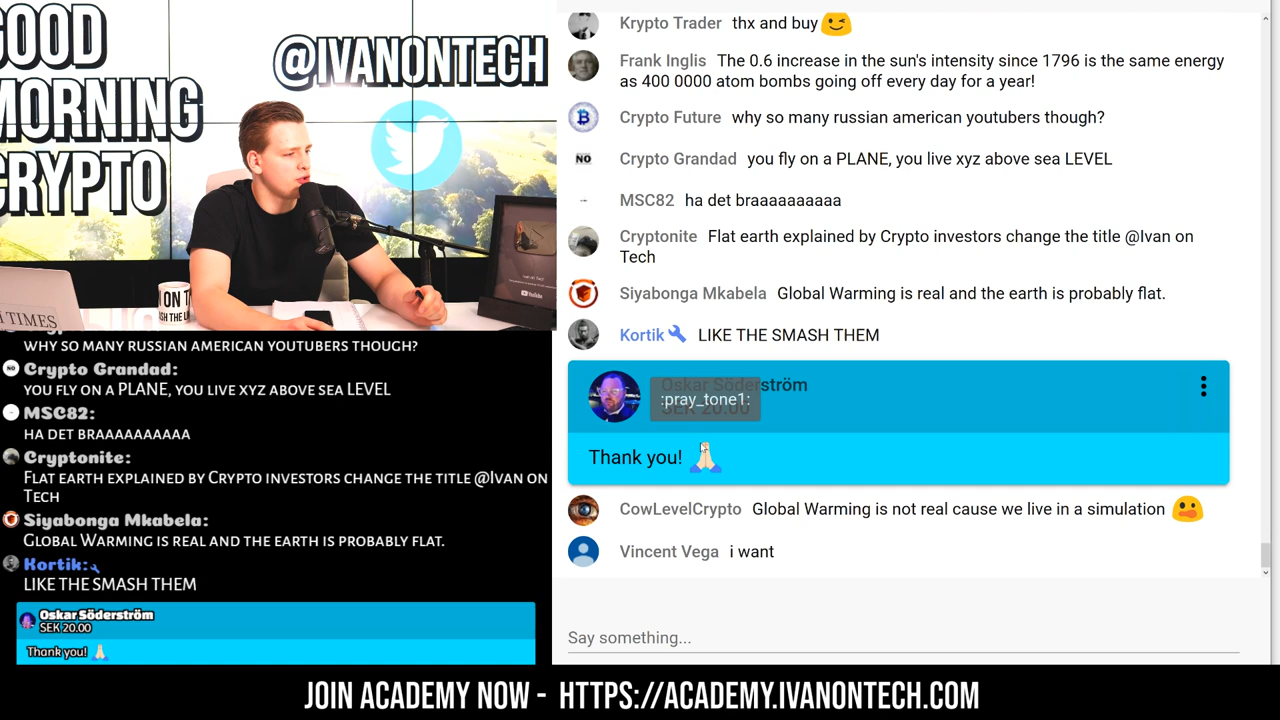 GOOD
MORNING
CRYPTO
@IVANONTECH
YouTube
TIMES
WHY SO MANY RUSSIAN AMERICAN YOUTUBERS THOUGH?
Crypto Grandad:
YOU FLY ON A PLANE, YOU LIVE XYZ ABOVE SEA LEVEL
MSC82:
HA DET BRAAAAAAAAAA
Cryptonite:
FLAT EARTH EXPLAINED BY CRYPTO INVESTORS CHANGE THE TITLE @IVAN ON
TECH
Siyabonga Mkabela:
GLOBAL WARMING IS REAL AND THE EARTH IS PROBABLY FLAT.
Kortik:
LIKE THE SMASH THEM
Oskar Söderström
SEK 20.00
Thank you!
Krypto Trader thx and buy
Frank Inglis The 0.6 increase in the sun's intensity since 1796 is the same energy
as 400 0000 atom bombs going off every day for a year!
Crypto Future why so many russian american youtubers though?
NO Crypto Grandad you fly on a PLANE, you live xyz above sea LEVEL
MSC82 ha det braaaaaaaaaa
Cryptonite Flat earth explained by Crypto investors change the title @Ivan on
Tech
Siyabonga Mkabela Global Warming is real and the earth is probably flat.
Kortik LIKE THE SMASH THEM
Oskar Söderström
:pray_tone1:
SEK 20.00
Thank you!
CowLevelCrypto Global Warming is not real cause we live in a simulation
Vincent Vega i want
Say something...
JOIN ACADEMY NOW - HTTPS://ACADEMY.IVANONTECH.COM